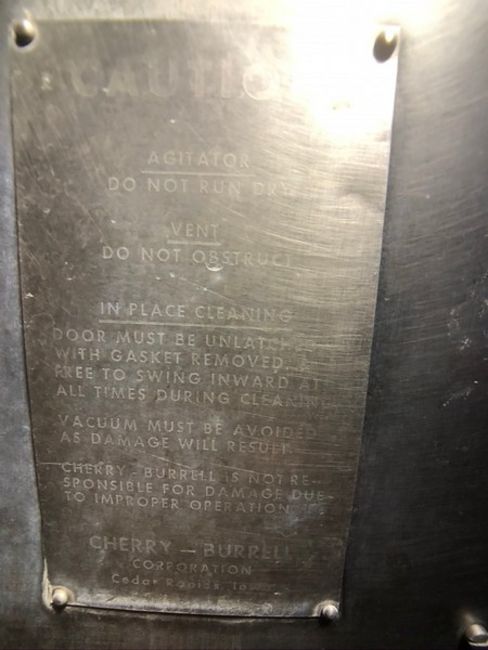 CAUTION
AGITATOR
DO NOT RUN DRY
VENT
DO NOT OBSTRUCT
IN PLACE CLEANING
DOOR MUST BE UNLATCHED
WITH GASKET REMOVED,
FREE TO SWING INWARD AT
ALL TIMES DURING CLEANING
VACUUM MUST BE AVOIDED
AS DAMAGE WILL RESULT.
CHERRY - BURRELL IS NOT RE-
SPONSIBLE FOR DAMAGE DUE
TO IMPROPER OPERATION
CHERRY - BURRELL
CORPORATION
Cedar Rapids, Iowa